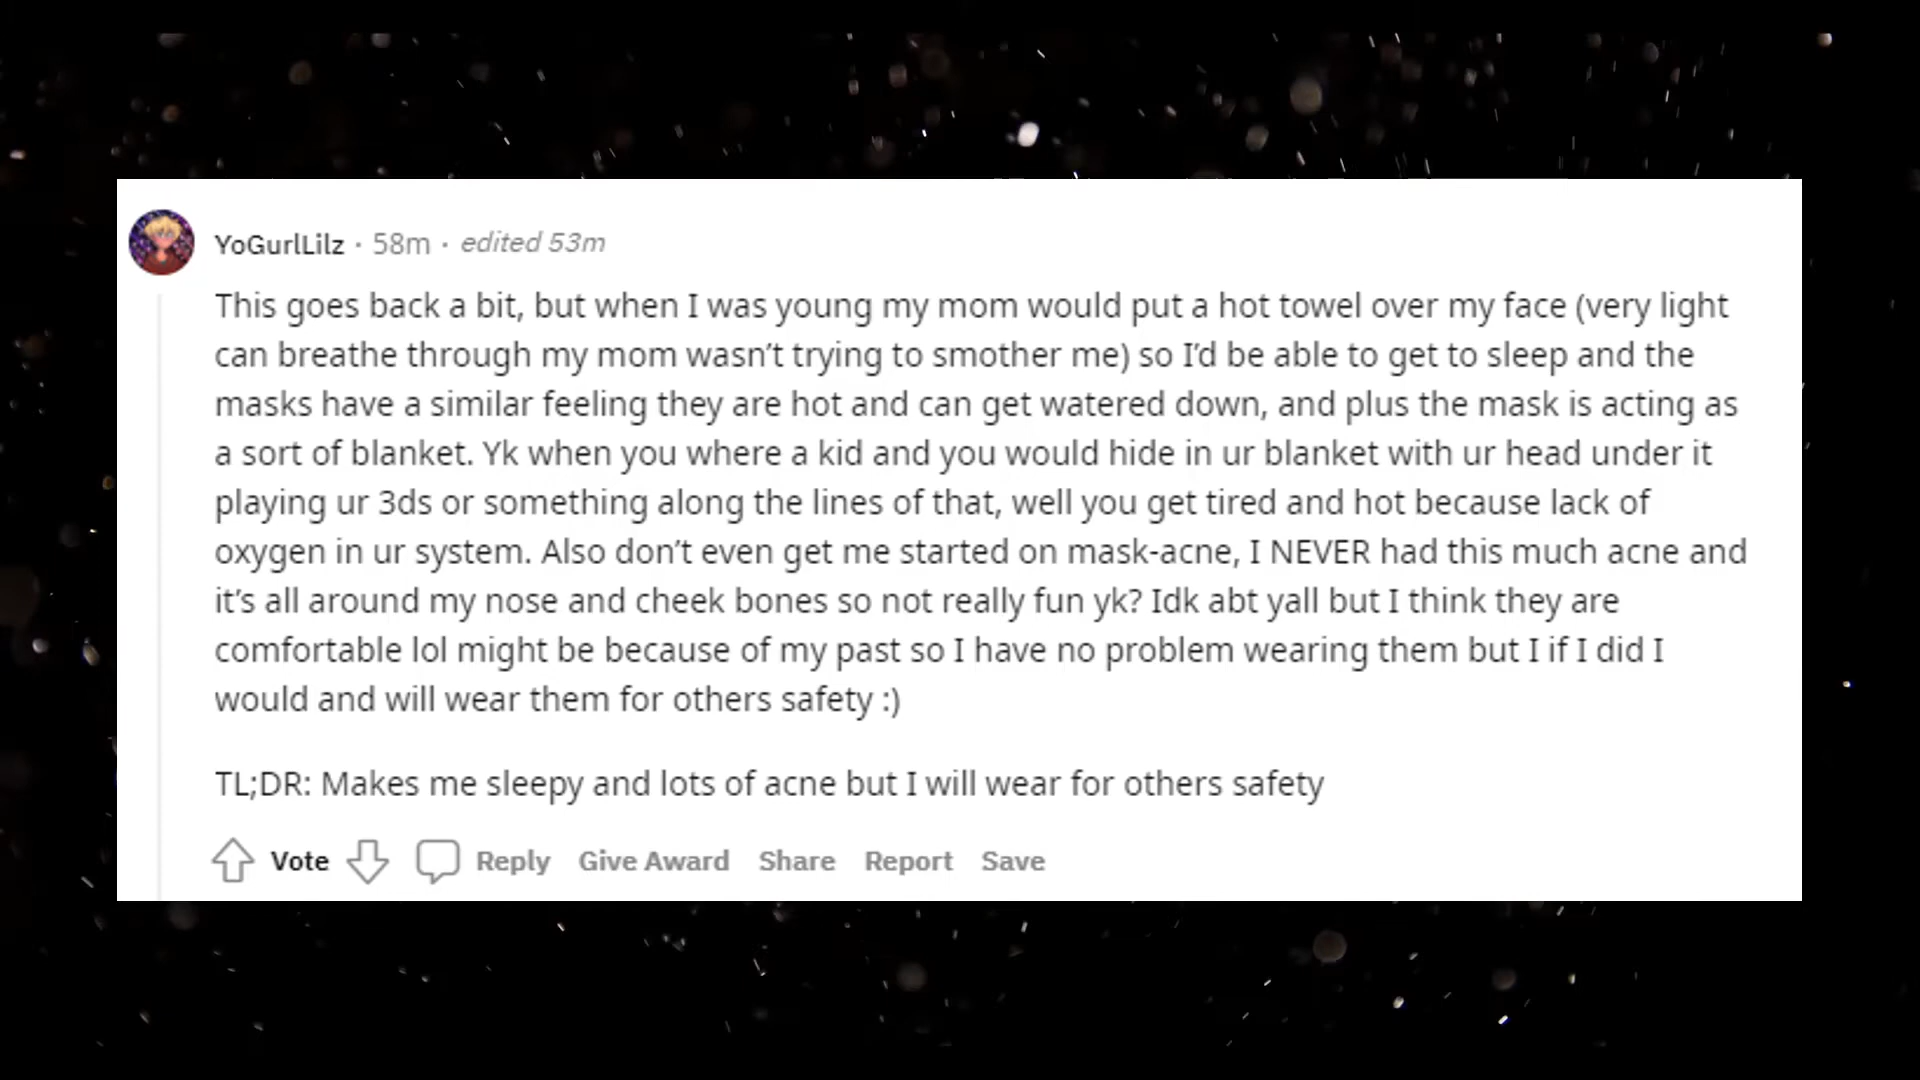 YoGurlLilz · 58m · edited 53m
This goes back a bit, but when I was young my mom would put a hot towel over my face (very light
can breathe through my mom wasn’t trying to smother me) so I’d be able to get to sleep and the
masks have a similar feeling they are hot and can get watered down, and plus the mask is acting as
a sort of blanket. Yk when you where a kid and you would hide in ur blanket with ur head under it
playing ur 3ds or something along the lines of that, well you get tired and hot because lack of
oxygen in ur system. Also don’t even get me started on mask-acne, I NEVER had this much acne and
it’s all around my nose and cheek bones so not really fun yk? Idk abt yall but I think they are
comfortable lol might be because of my past so I have no problem wearing them but I if I did I
would and will wear them for others safety :)
TL;DR: Makes me sleepy and lots of acne but I will wear for others safety
Vote Reply Give Award Share Report Save